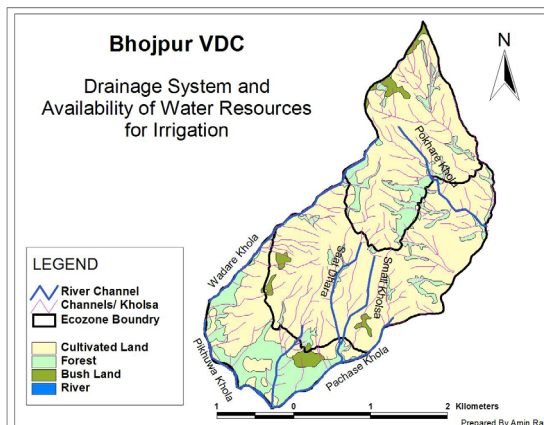 Bhojpur VDC
Drainage System and
Availability of Water Resources
for Irrigation
N
Pokhare Khola
Wadare Khola
Saat Dhara
Small Kholsa
Pikhuwa Khola
Pachase Khola
LEGEND
River Channel
Channels/ Kholsa
Ecozone Boundry
Cultivated Land
Forest
Bush Land
River
1 0 1 2 Kilometers
Prepared By Amin Ra